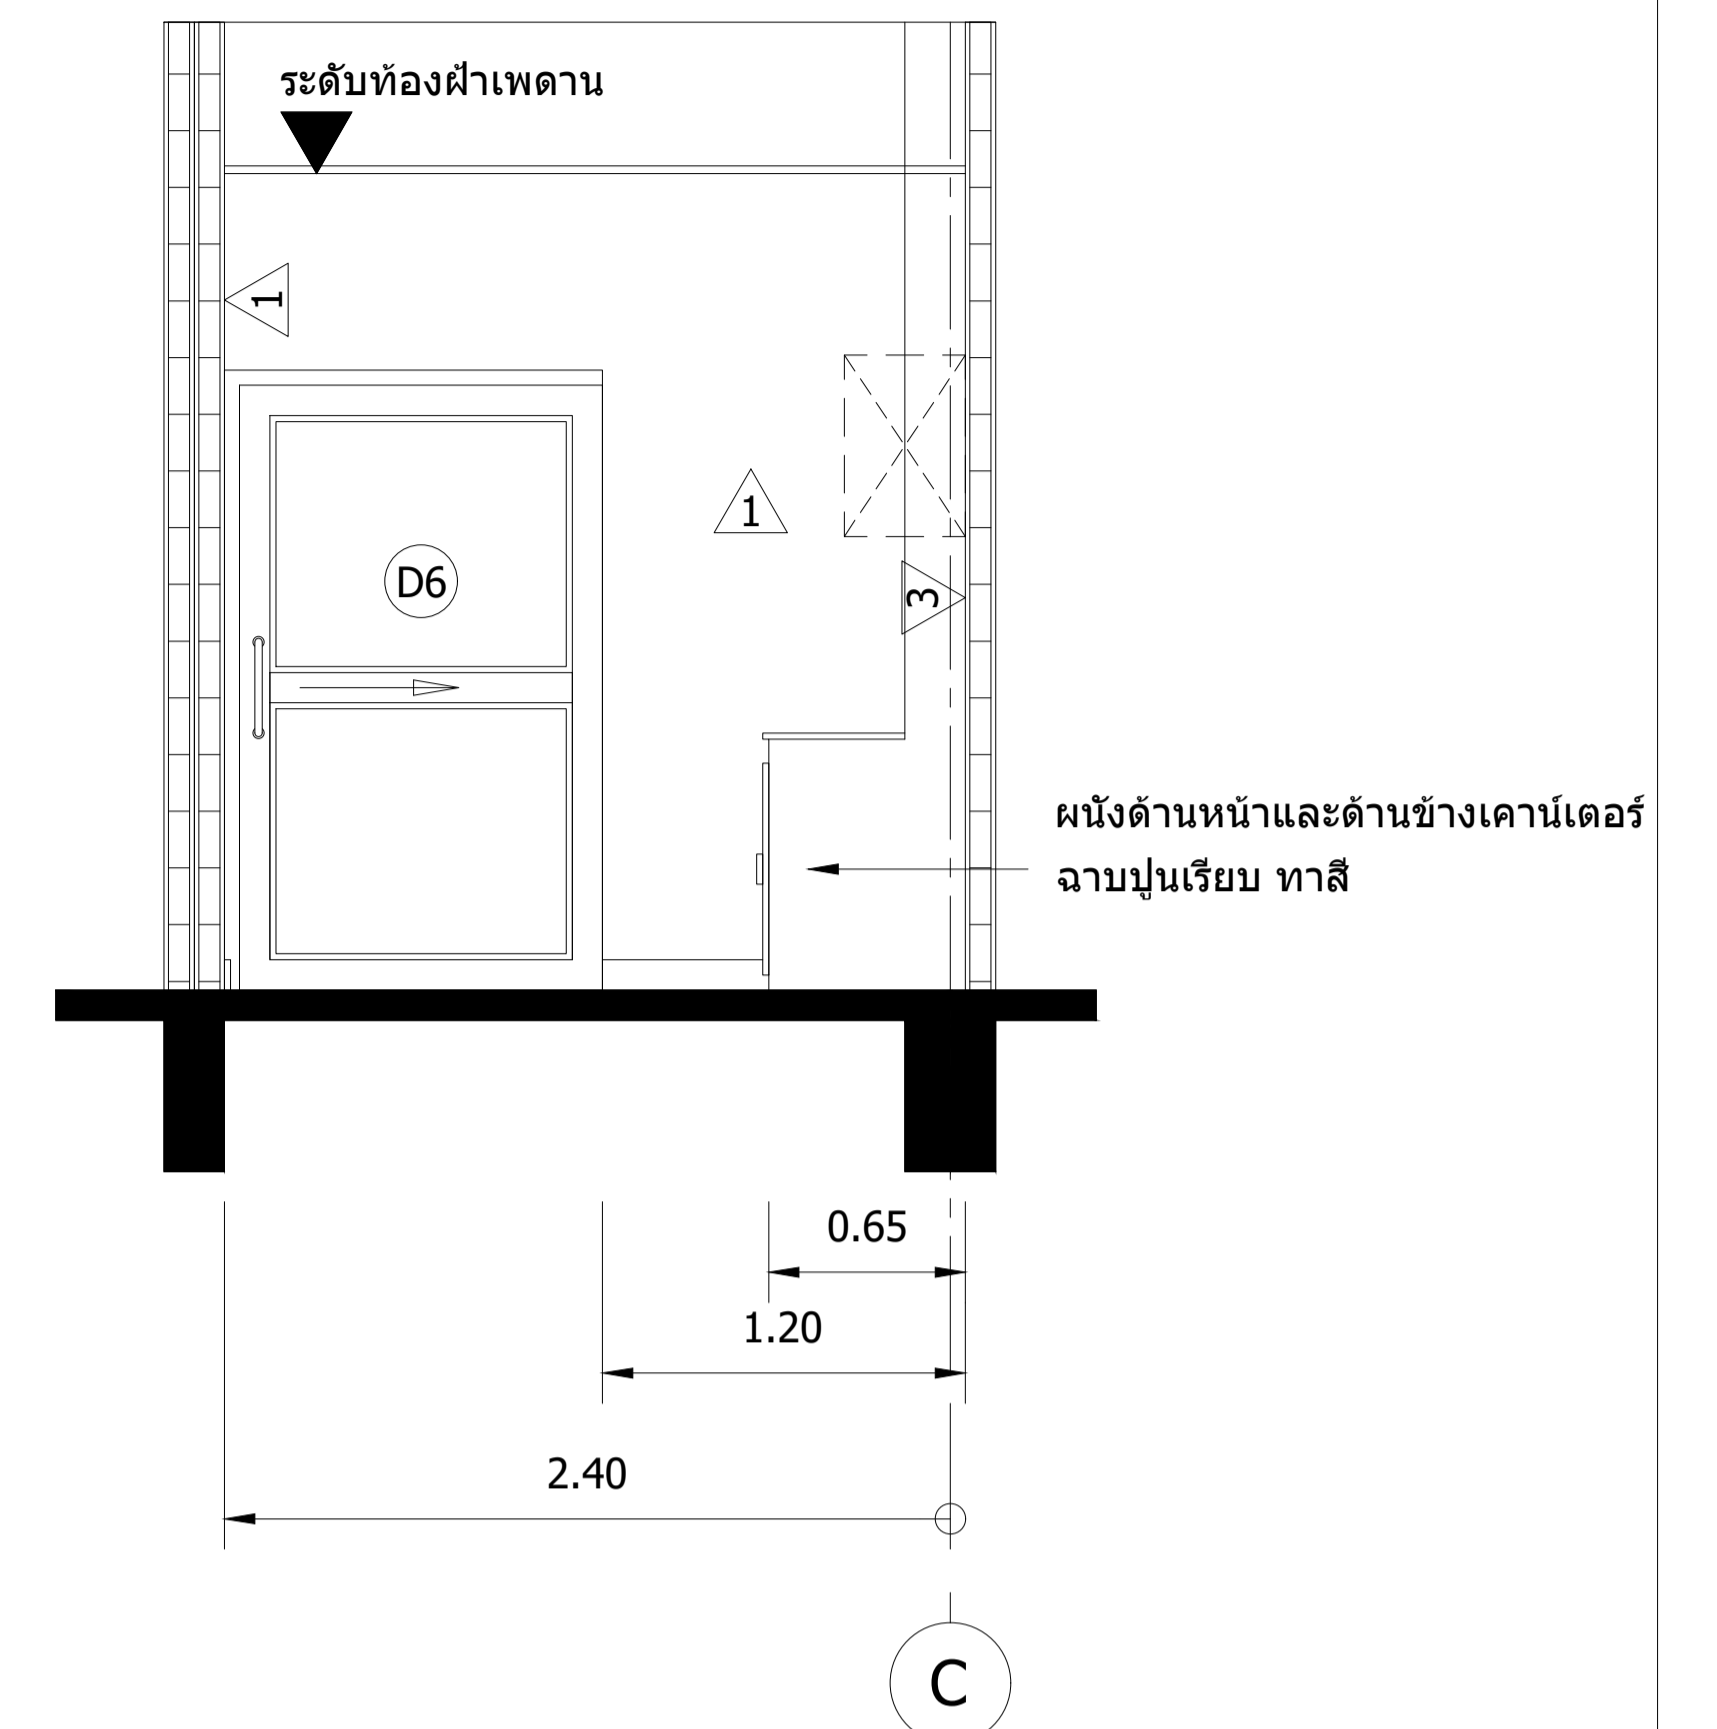 ระดับท้องฝ้าเพดาน
1
1
D6
3
ผนังด้านหน้าและด้านข้างเคาน์เตอร์
ฉาบปูนเรียบ ทาสี
0.65
1.20
2.40
C